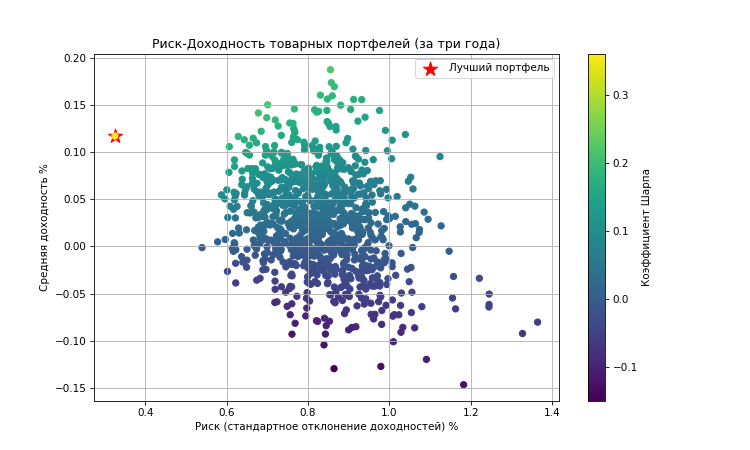 Риск-Доходность товарных портфелей (за три года)
Лучший портфель
Средняя доходность %
0.20
0.15
0.10
0.05
0.00
−0.05
−0.10
−0.15
0.4 0.6 0.8 1.0 1.2 1.4
Риск (стандартное отклонение доходностей) %
0.3
0.2
0.1
0.0
−0.1
Коэффициент Шарпа